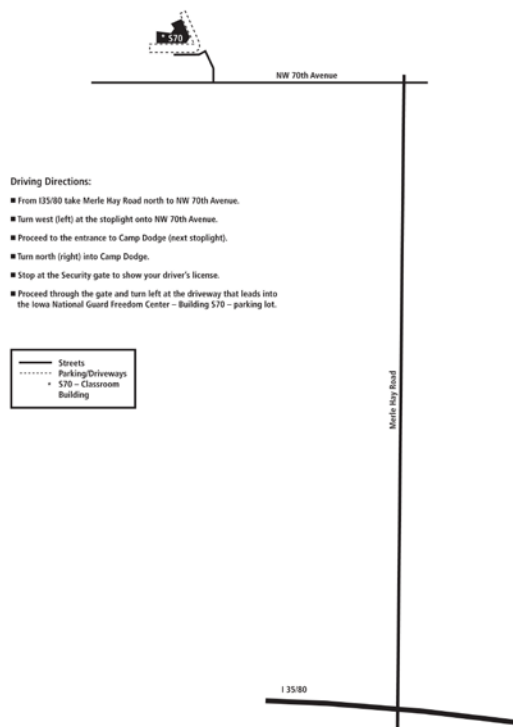 S70
NW 70th Avenue
Driving Directions:
■ From I35/80 take Merle Hay Road north to NW 70th Avenue.
■ Turn west (left) at the stoplight onto NW 70th Avenue.
■ Proceed to the entrance to Camp Dodge (next stoplight).
■ Turn north (right) into Camp Dodge.
■ Stop at the Security gate to show your driver's license.
■ Proceed through the gate and turn left at the driveway that leads into
the Iowa National Guard Freedom Center – Building S70 – parking lot.
Streets
Parking/Driveways
* S70 – Classroom
Building
Merle Hay Road
I 35/80